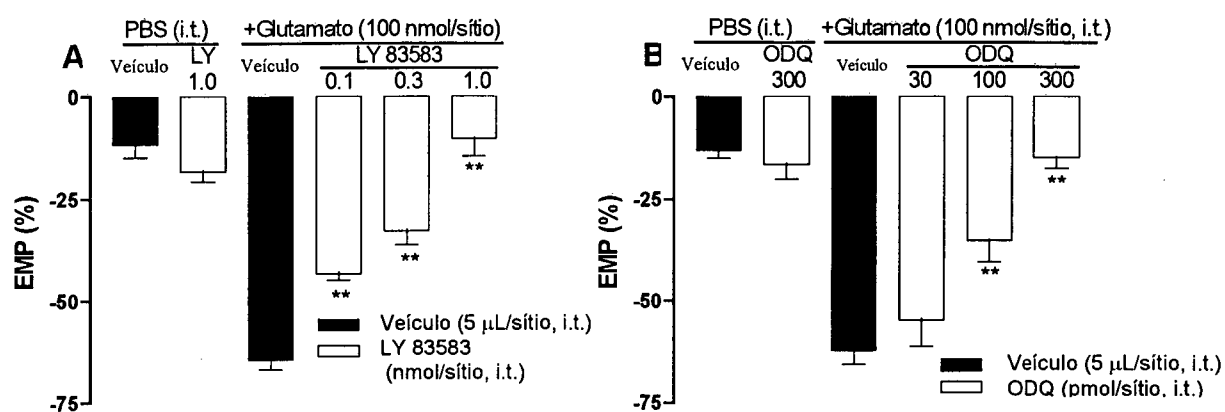 A
PBS (i.t.)
+Glutamato (100 nmol/sítio)
Veículo
LY
1.0
Veículo
LY 83583
0.1 0.3 1.0
0
-25
-50
-75
EMP (%)
**
**
**
Veículo (5 µL/sítio, i.t.)
LY 83583
(nmol/sítio, i.t.)
B
PBS (i.t.)
+Glutamato (100 nmol/sítio, i.t.)
Veículo
ODQ
300
Veículo
ODQ
30 100 300
0
-25
-50
-75
EMP (%)
**
**
Veículo (5 µL/sítio, i.t.)
ODQ (pmol/sítio, i.t.)